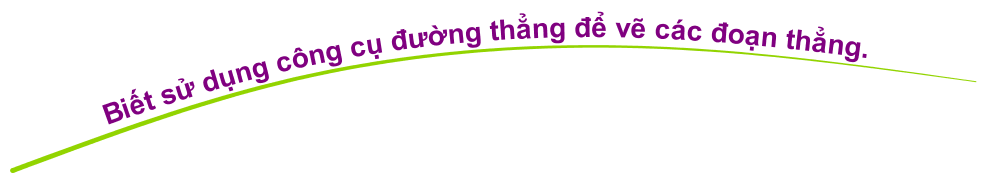 Biết sử dụng công cụ đường thẳng để vẽ các đoạn thẳng.